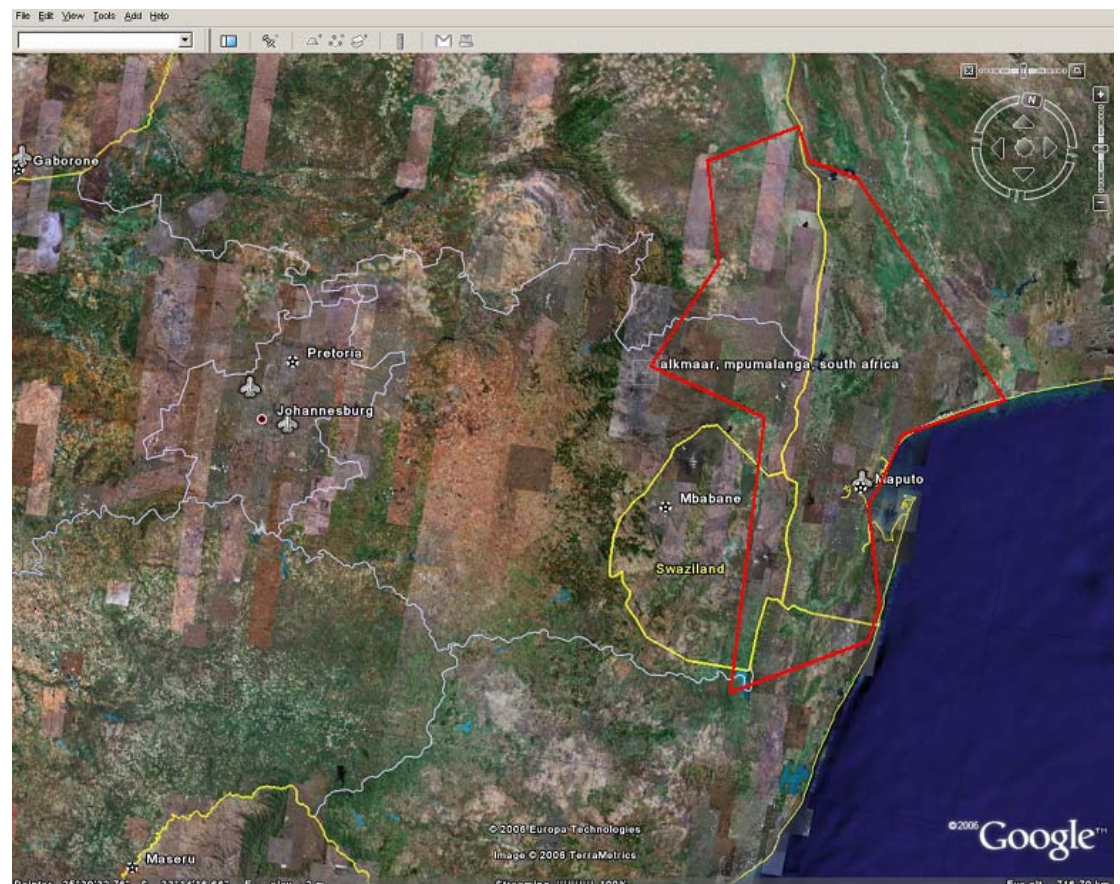 File Edit View Tools Add Help
N
Gaborone
Pretoria
alkmaar, mpumalanga, south africa
Johannesburg
Maputo
Mbabane
Swaziland
© 2006 Europa Technologies
Image © 2006 TerraMetrics
©2006 Google™
Maseru